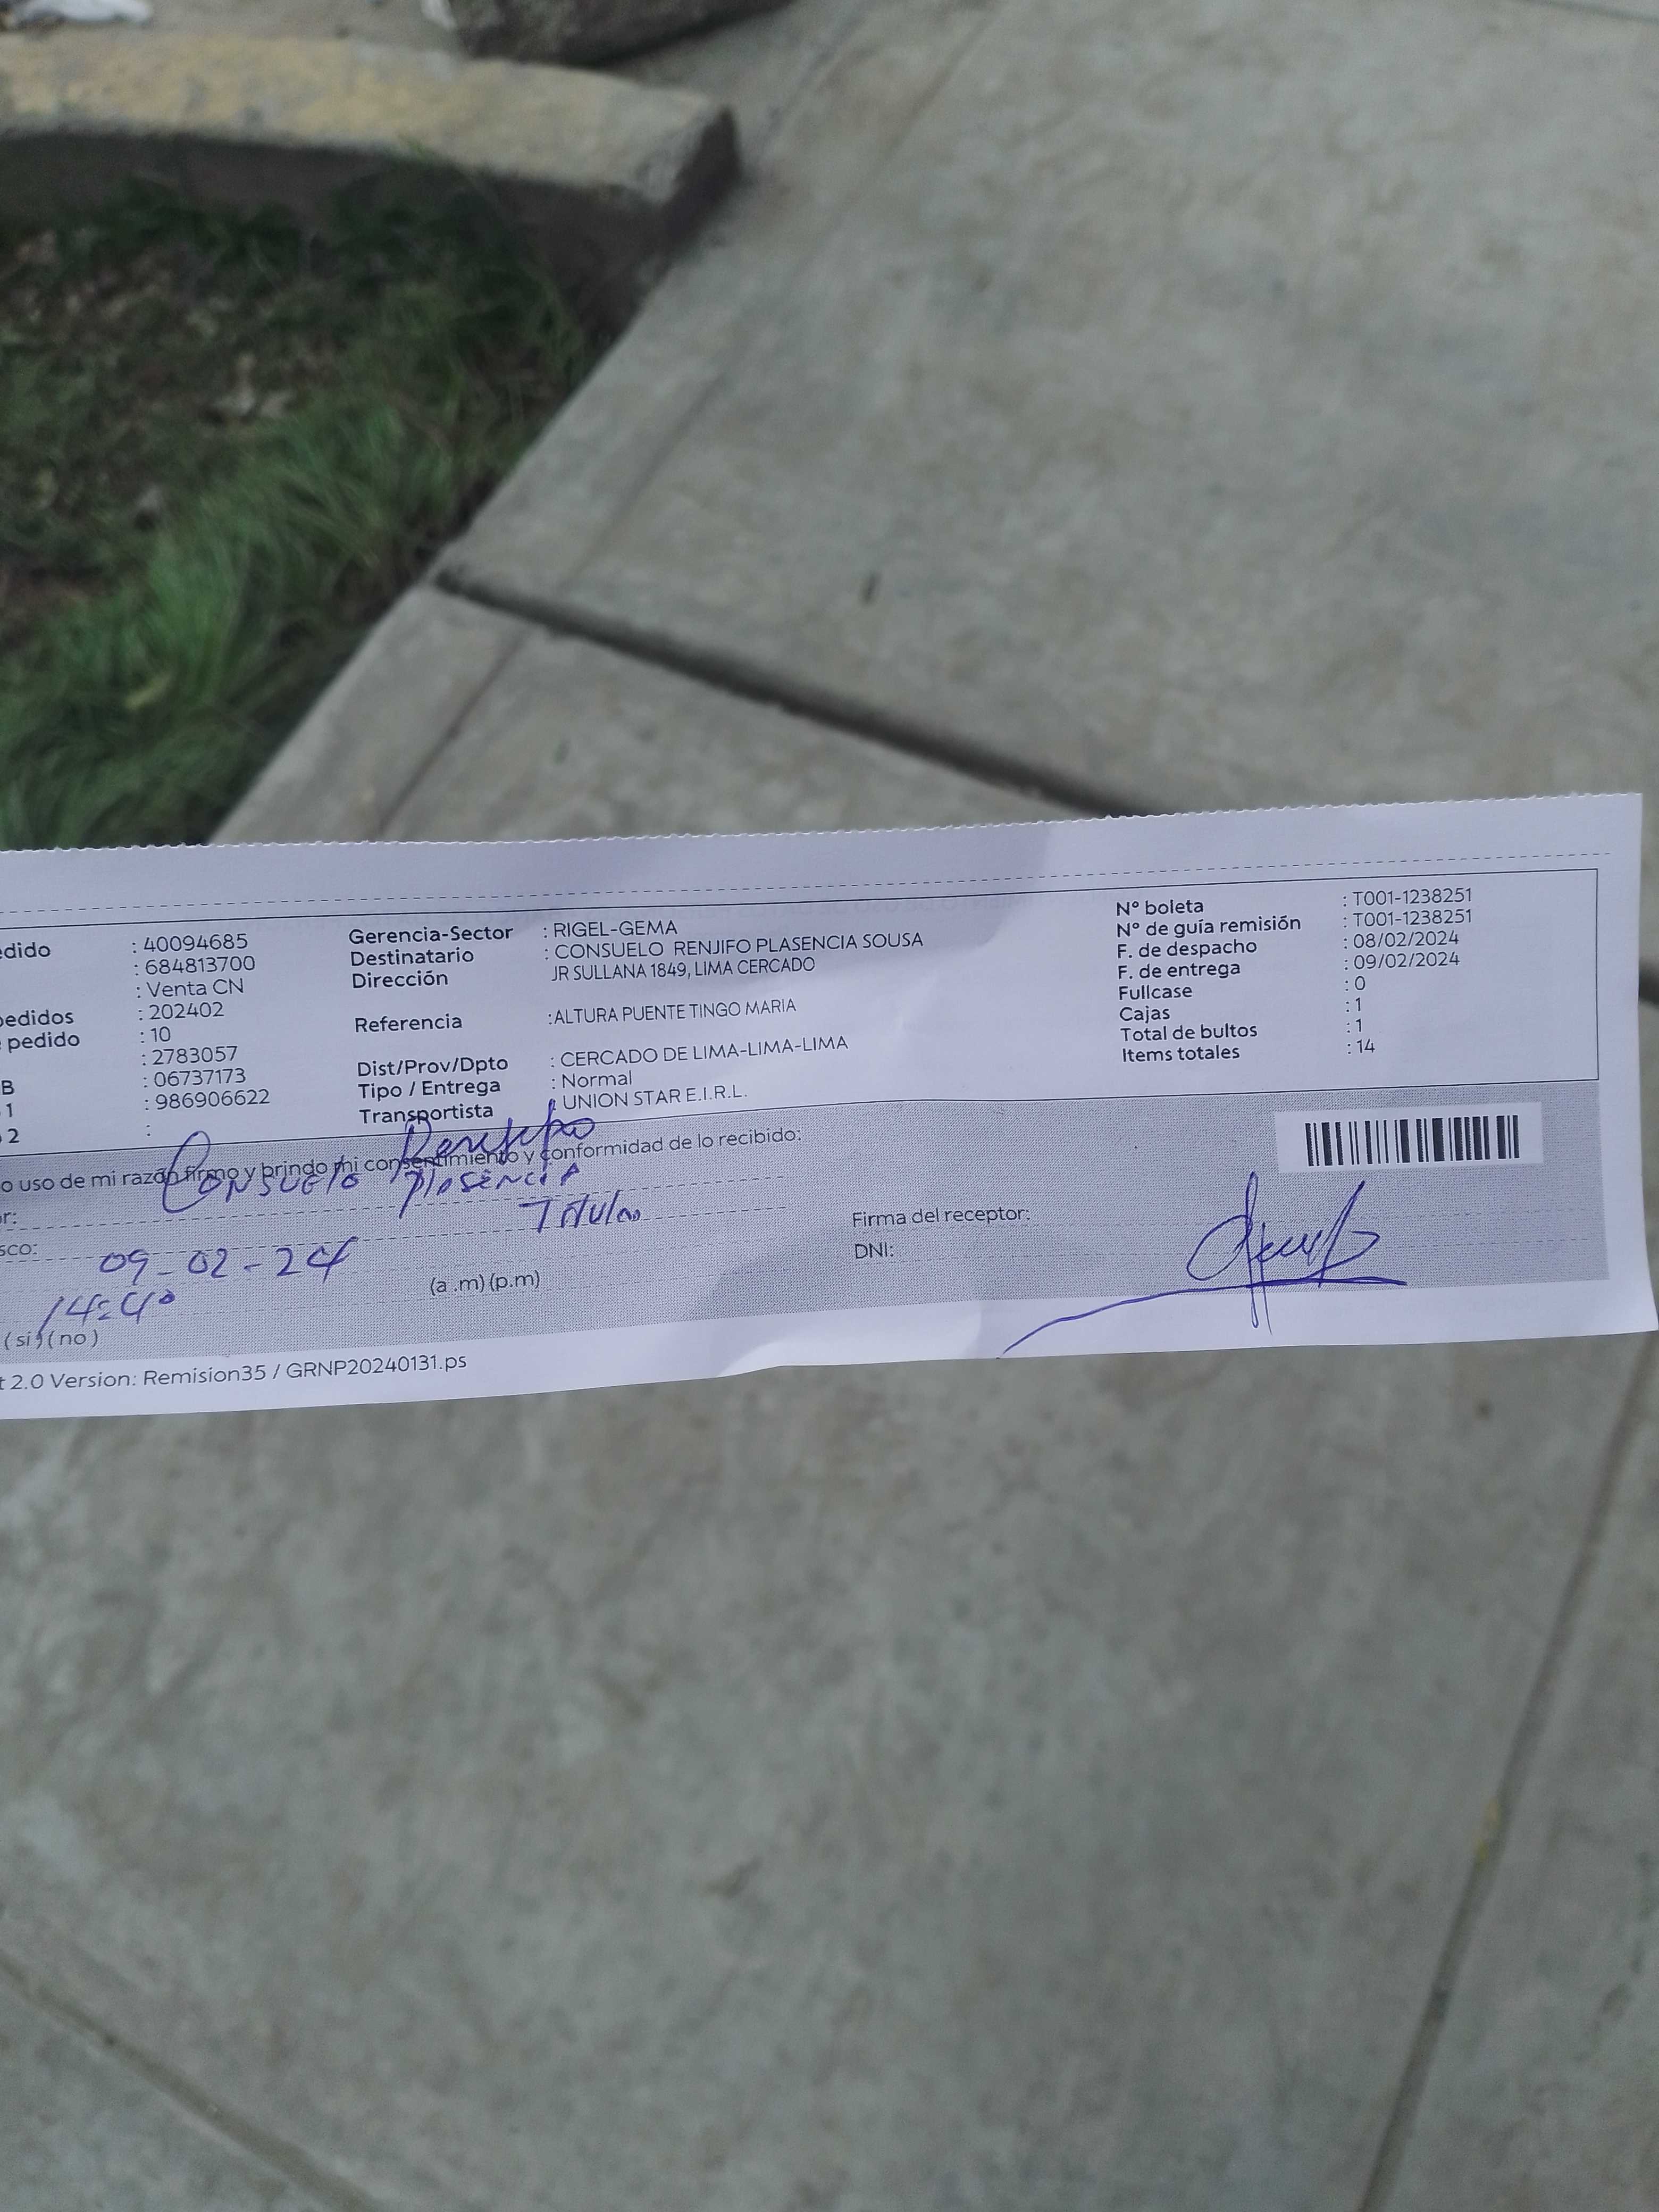 edido : 40094685
: 684813700
: Venta CN
pedidos : 202402
pedido : 10
: 2783057
B : 06737173
1 : 986906622
2 :
Gerencia-Sector : RIGEL-GEMA
Destinatario : CONSUELO RENJIFO PLASENCIA SOUSA
Dirección JR SULLANA 1849, LIMA CERCADO
Referencia :ALTURA PUENTE TINGO MARIA
Dist/Prov/Dpto : CERCADO DE LIMA-LIMA-LIMA
Tipo / Entrega : Normal
Transportista : UNION STAR E.I.R.L.
N° boleta : T001-1238251
N° de guía remisión : T001-1238251
F. de despacho : 08/02/2024
F. de entrega : 09/02/2024
Fullcase : 0
Cajas : 1
Total de bultos : 1
Items totales : 14
o uso de mi razón firmo y brindo mi consentimiento y conformidad de lo recibido:
Consuelo Renjifo
Plasencia
or:
Titular
sco:
09-02-24
14:40
(a .m) (p.m)
(si) (no)
Firma del receptor:
DNI:
t 2.0 Version: Remision35 / GRNP20240131.ps